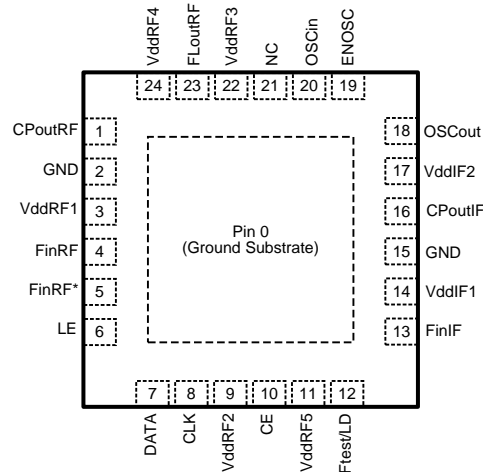 VddRF4
FLoutRF
VddRF3
NC
OSCin
ENOSC
24
23
22
21
20
19
CPoutRF 1
GND 2
VddRF1 3
FinRF 4
FinRF* 5
LE 6
Pin 0
(Ground Substrate)
18 OSCout
17 VddIF2
16 CPoutIF
15 GND
14 VddIF1
13 FinIF
7
8
9
10
11
12
DATA
CLK
VddRF2
CE
VddRF5
Ftest/LD